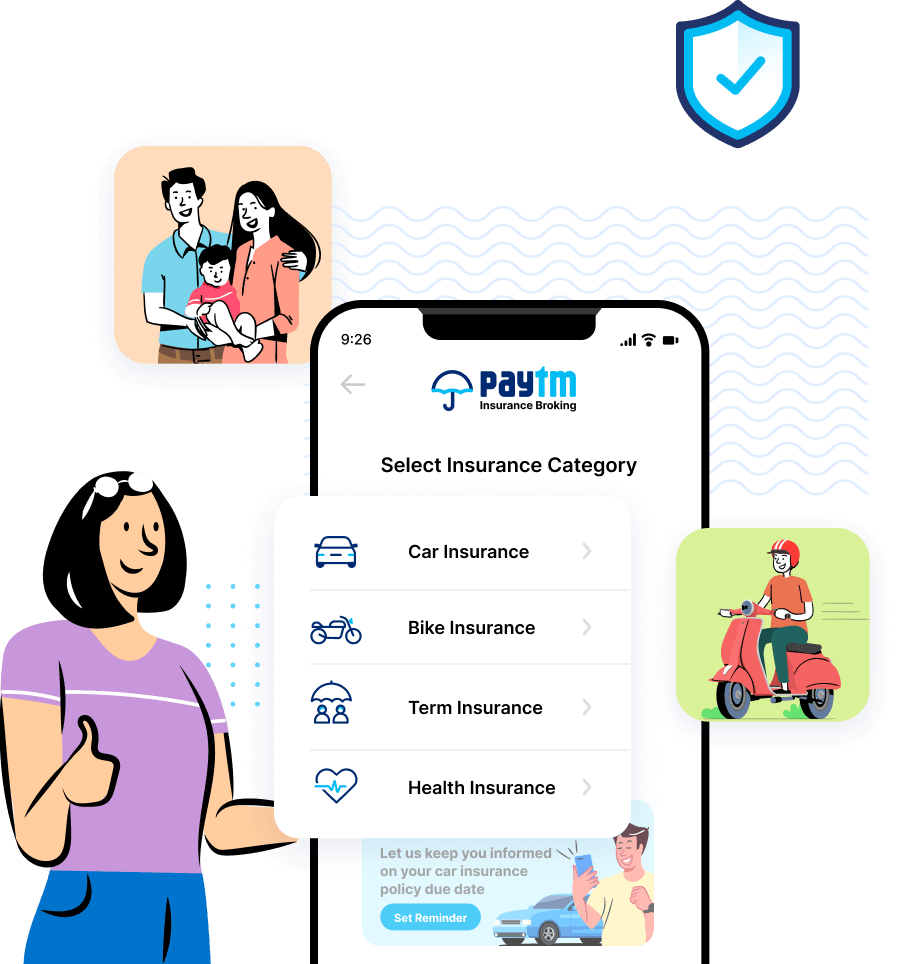 9:26
paytm
Insurance Broking
Select Insurance Category
Car Insurance
Bike Insurance
Term Insurance
Health Insurance
Let us keep you informed
on your car insurance
policy due date
Set Reminder